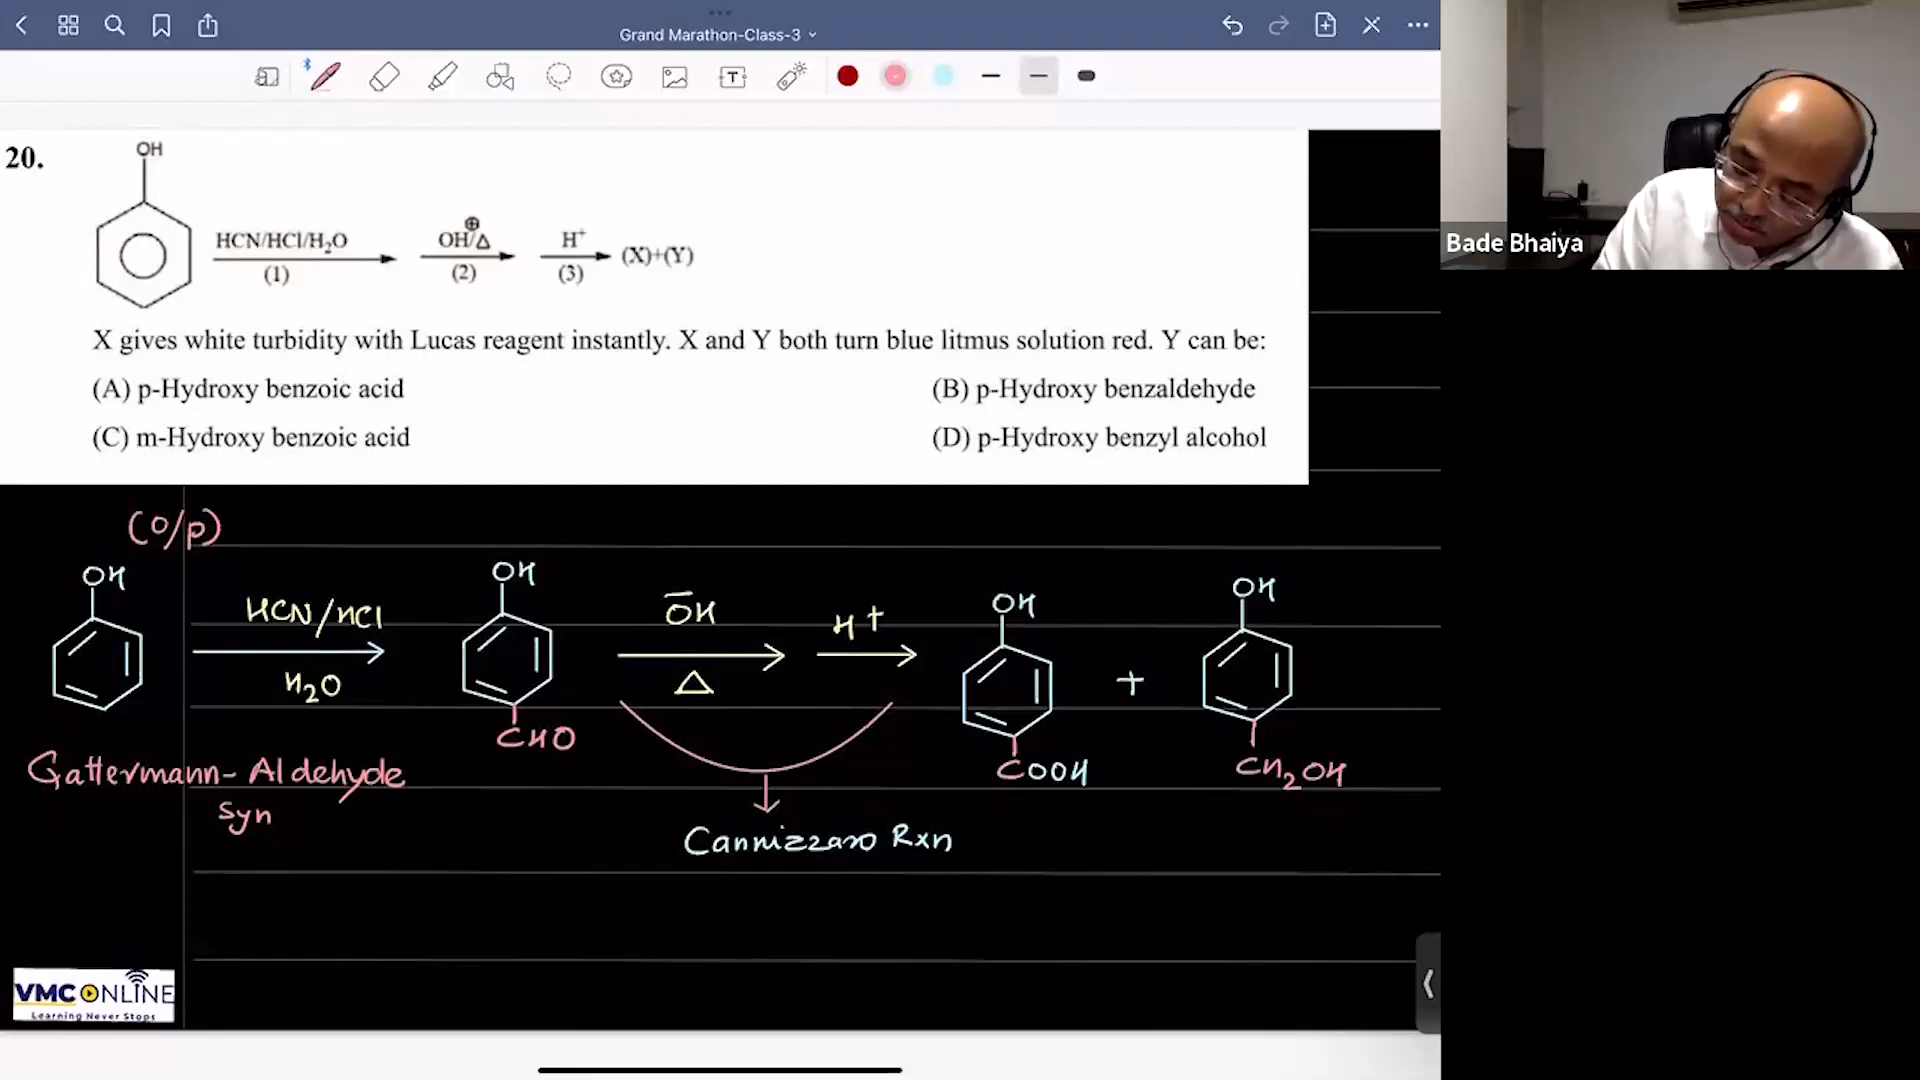 Grand Marathon-Class-3
20.
OH
HCN/HCl/H₂O
(1)
OH/Δ
⊕
(2)
H⁺
(3)
(X)+(Y)
X gives white turbidity with Lucas reagent instantly. X and Y both turn blue litmus solution red. Y can be:
(A) p-Hydroxy benzoic acid
(B) p-Hydroxy benzaldehyde
(C) m-Hydroxy benzoic acid
(D) p-Hydroxy benzyl alcohol
(o/p)
OH
HCN/HCl
H₂O
OH
CHO
ŌH
Δ
H⁺
OH
COOH
+
OH
CH₂OH
Gattermann-Aldehyde
Syn
Cannizzaro Rxn
VMC ONLINE
Learning Never Stops
Bade Bhaiya